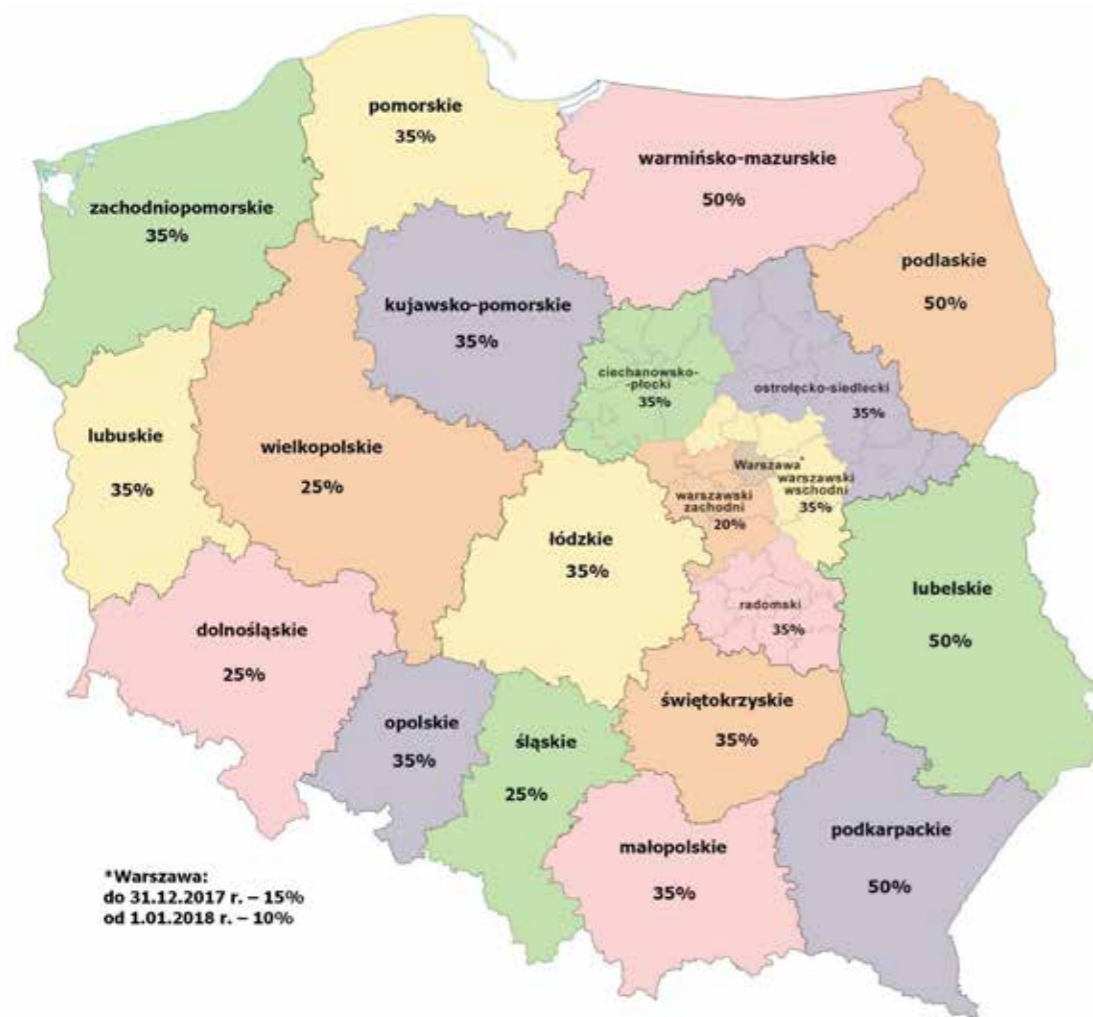 pomorskie
35%
warmińsko-mazurskie
50%
zachodniopomorskie
35%
podlaskie
50%
kujawsko-pomorskie
35%
ciechanowsko-
-płocki
35%
ostrołęcko-siedlecki
35%
lubuskie
35%
wielkopolskie
25%
Warszawa*
warszawski
wschodni
35%
warszawski
zachodni
20%
łódzkie
35%
lubelskie
50%
radomski
35%
dolnośląskie
25%
opolskie
35%
śląskie
25%
świętokrzyskie
35%
małopolskie
35%
podkarpackie
50%
*Warszawa:
do 31.12.2017 r. – 15%
od 1.01.2018 r. – 10%